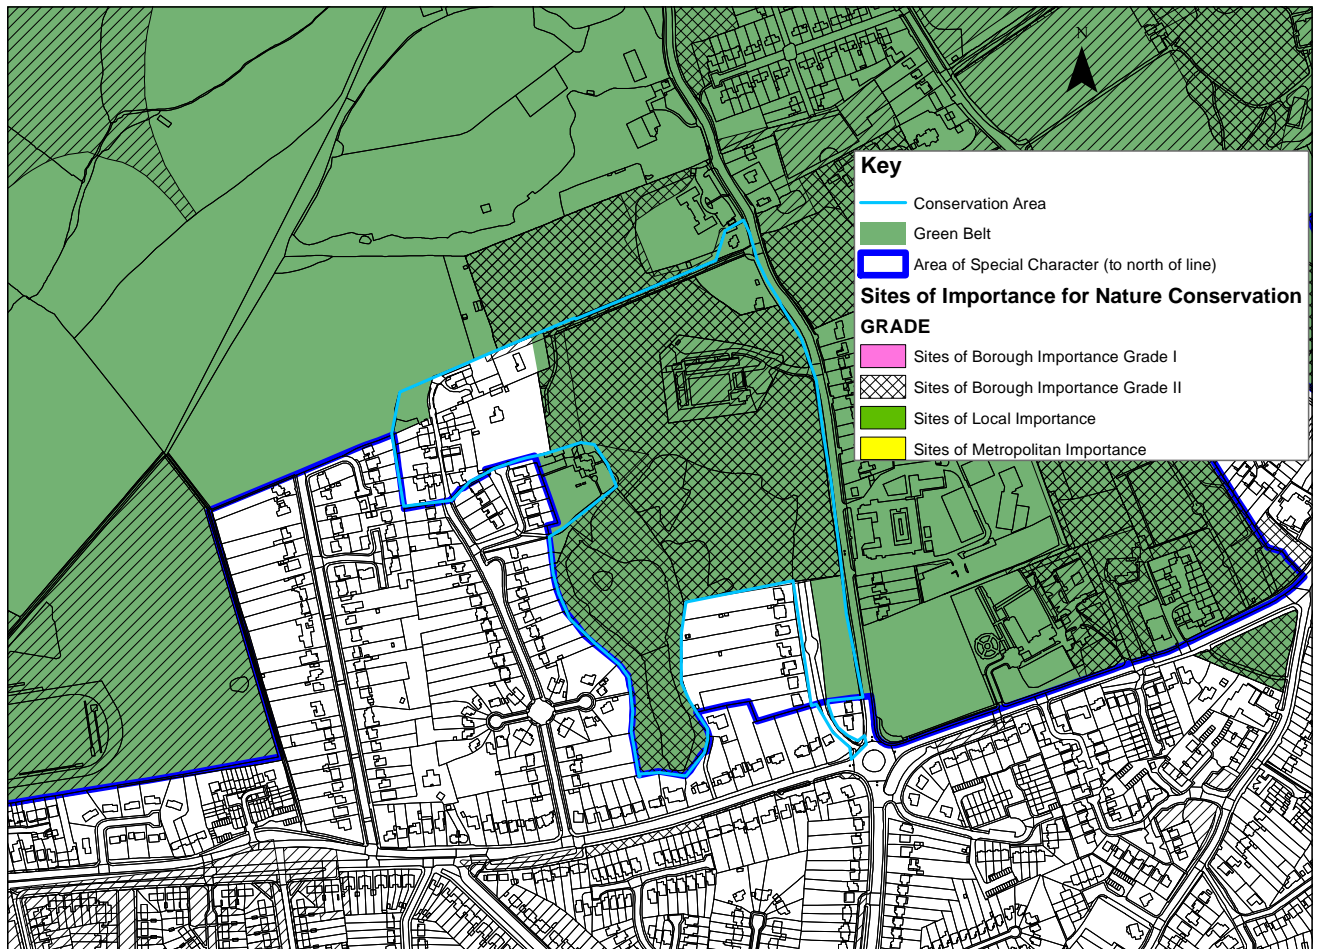 N
Key
Conservation Area
Green Belt
Area of Special Character (to north of line)
Sites of Importance for Nature Conservation
GRADE
Sites of Borough Importance Grade I
Sites of Borough Importance Grade II
Sites of Local Importance
Sites of Metropolitan Importance